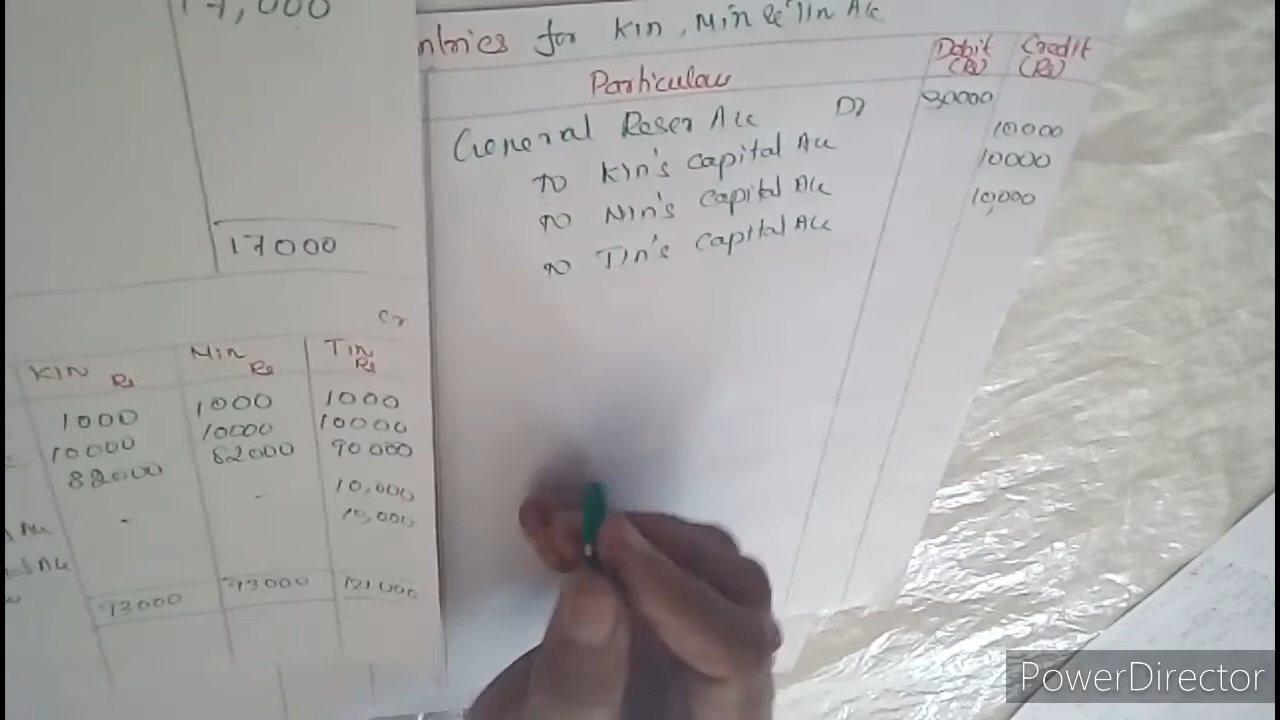 17,000
17000
Cr
KIN Rs Min Rs Tin Rs
1000 1000 1000
10000 10000 10000
82000 82000 90000
- - 10,000
10,000
93000 93000 121000
ntries for Kin, Min & Tin A/c
Particular Debit (Rs) Credit (Rs)
General Reser A/c Dr 30000
To Kin's capital A/c 10000
To Min's capital A/c 10000
To Tin's capital A/c 10,000
PowerDirector